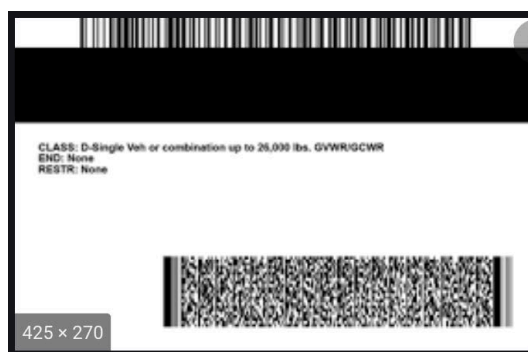 CLASS: D-Single Veh or combination up to 26,000 lbs. GVWR/GCWR
END: None
RESTR: None
425 × 270